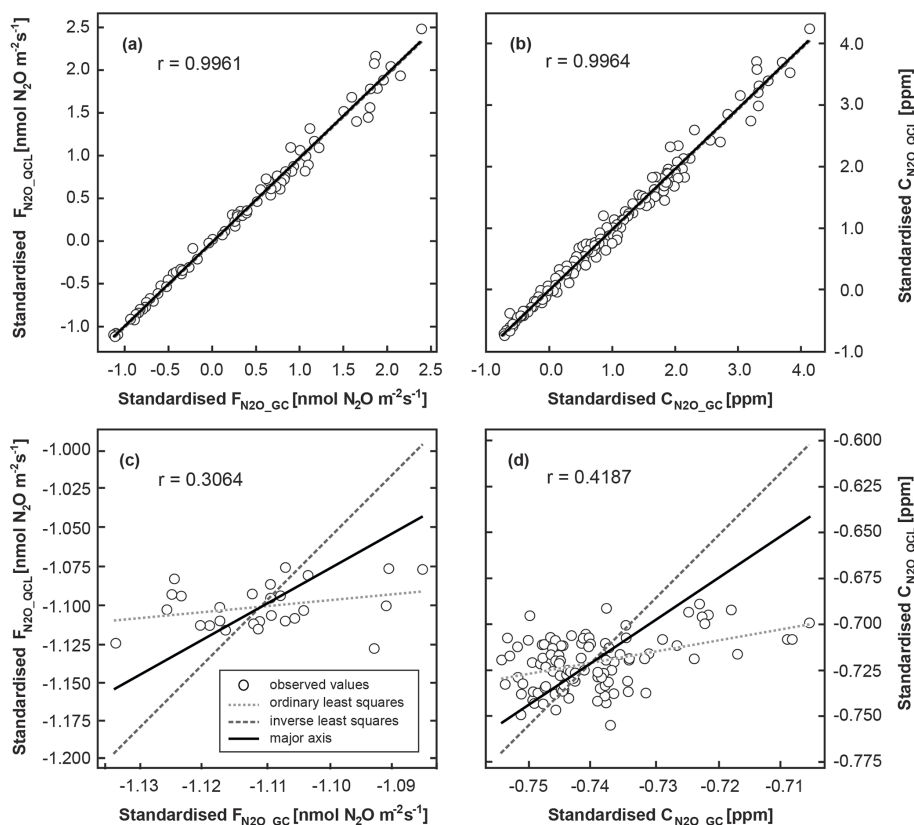 (a)
r = 0.9961
Standardised F_N2O_QCL [nmol N2O m-2s-1]
2.5
2.0
1.5
1.0
0.5
0.0
-1.0
-1.0
-0.5
0.0
0.5
1.0
1.5
2.0
2.5
Standardised F_N2O_GC [nmol N2O m-2s-1]
(b)
r = 0.9964
4.0
3.0
2.0
1.0
0.0
-1.0
Standardised C_N2O_QCL [ppm]
-1.0
0.0
1.0
2.0
3.0
4.0
Standardised C_N2O_GC [ppm]
(c)
r = 0.3064
Standardised F_N2O_QCL [nmol N2O m-2s-1]
-1.000
-1.025
-1.050
-1.075
-1.100
-1.125
-1.150
-1.175
-1.200
observed values
ordinary least squares
inverse least squares
major axis
-1.13
-1.12
-1.11
-1.10
-1.09
Standardised F_N2O_GC [nmol N2O m-2s-1]
(d)
r = 0.4187
-0.600
-0.625
-0.650
-0.675
-0.700
-0.725
-0.750
-0.775
Standardised C_N2O_QCL [ppm]
-0.75
-0.74
-0.73
-0.72
-0.71
Standardised C_N2O_GC [ppm]